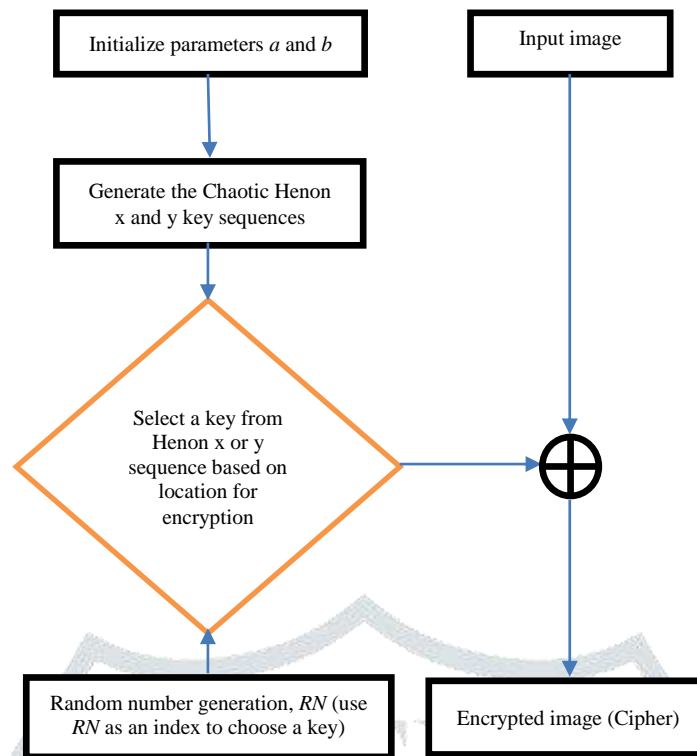 Initialize parameters a and b
Input image
Generate the Chaotic Henon
x and y key sequences
Select a key from
Henon x or y
sequence based on
location for
encryption
Random number generation, RN (use
RN as an index to choose a key)
Encrypted image (Cipher)